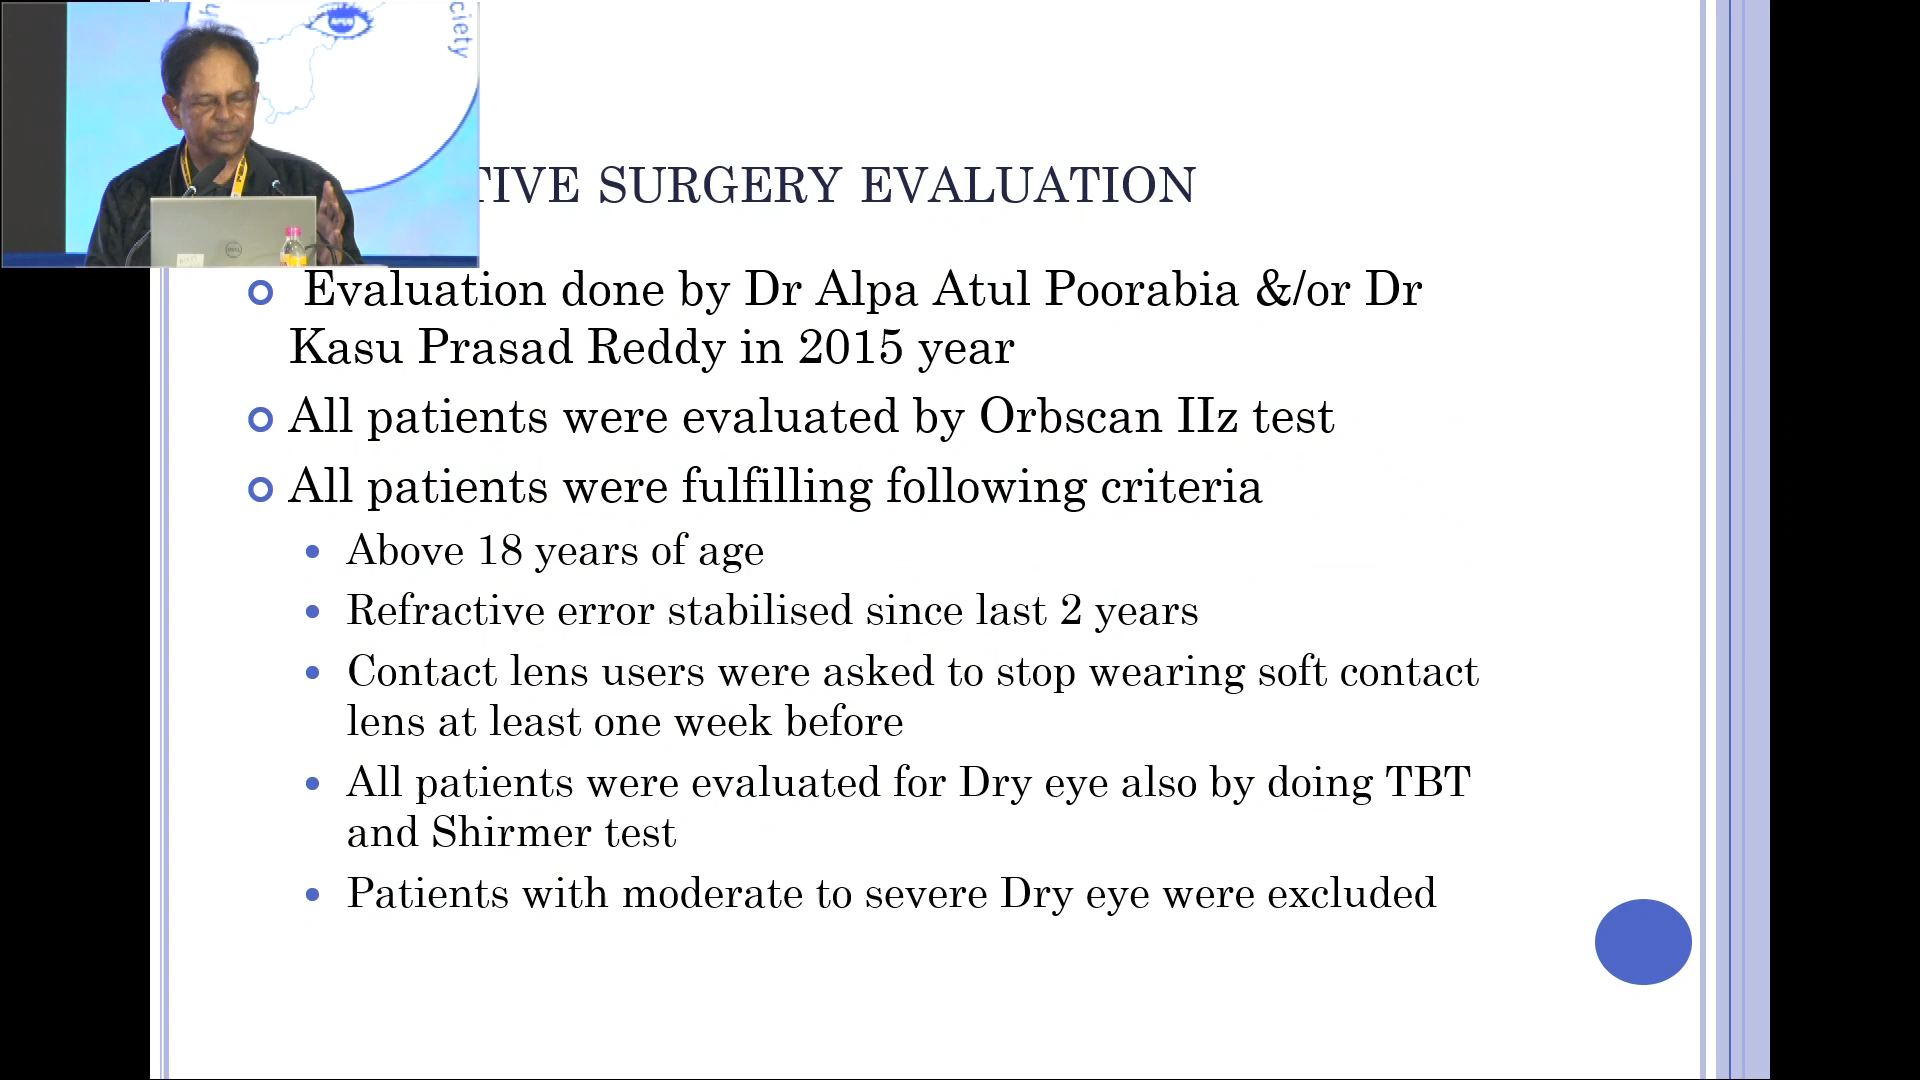 ciety
TIVE SURGERY EVALUATION
Evaluation done by Dr Alpa Atul Poorabia &/or Dr
Kasu Prasad Reddy in 2015 year
All patients were evaluated by Orbscan IIz test
All patients were fulfilling following criteria
Above 18 years of age
Refractive error stabilised since last 2 years
Contact lens users were asked to stop wearing soft contact
lens at least one week before
All patients were evaluated for Dry eye also by doing TBT
and Shirmer test
Patients with moderate to severe Dry eye were excluded
DELL